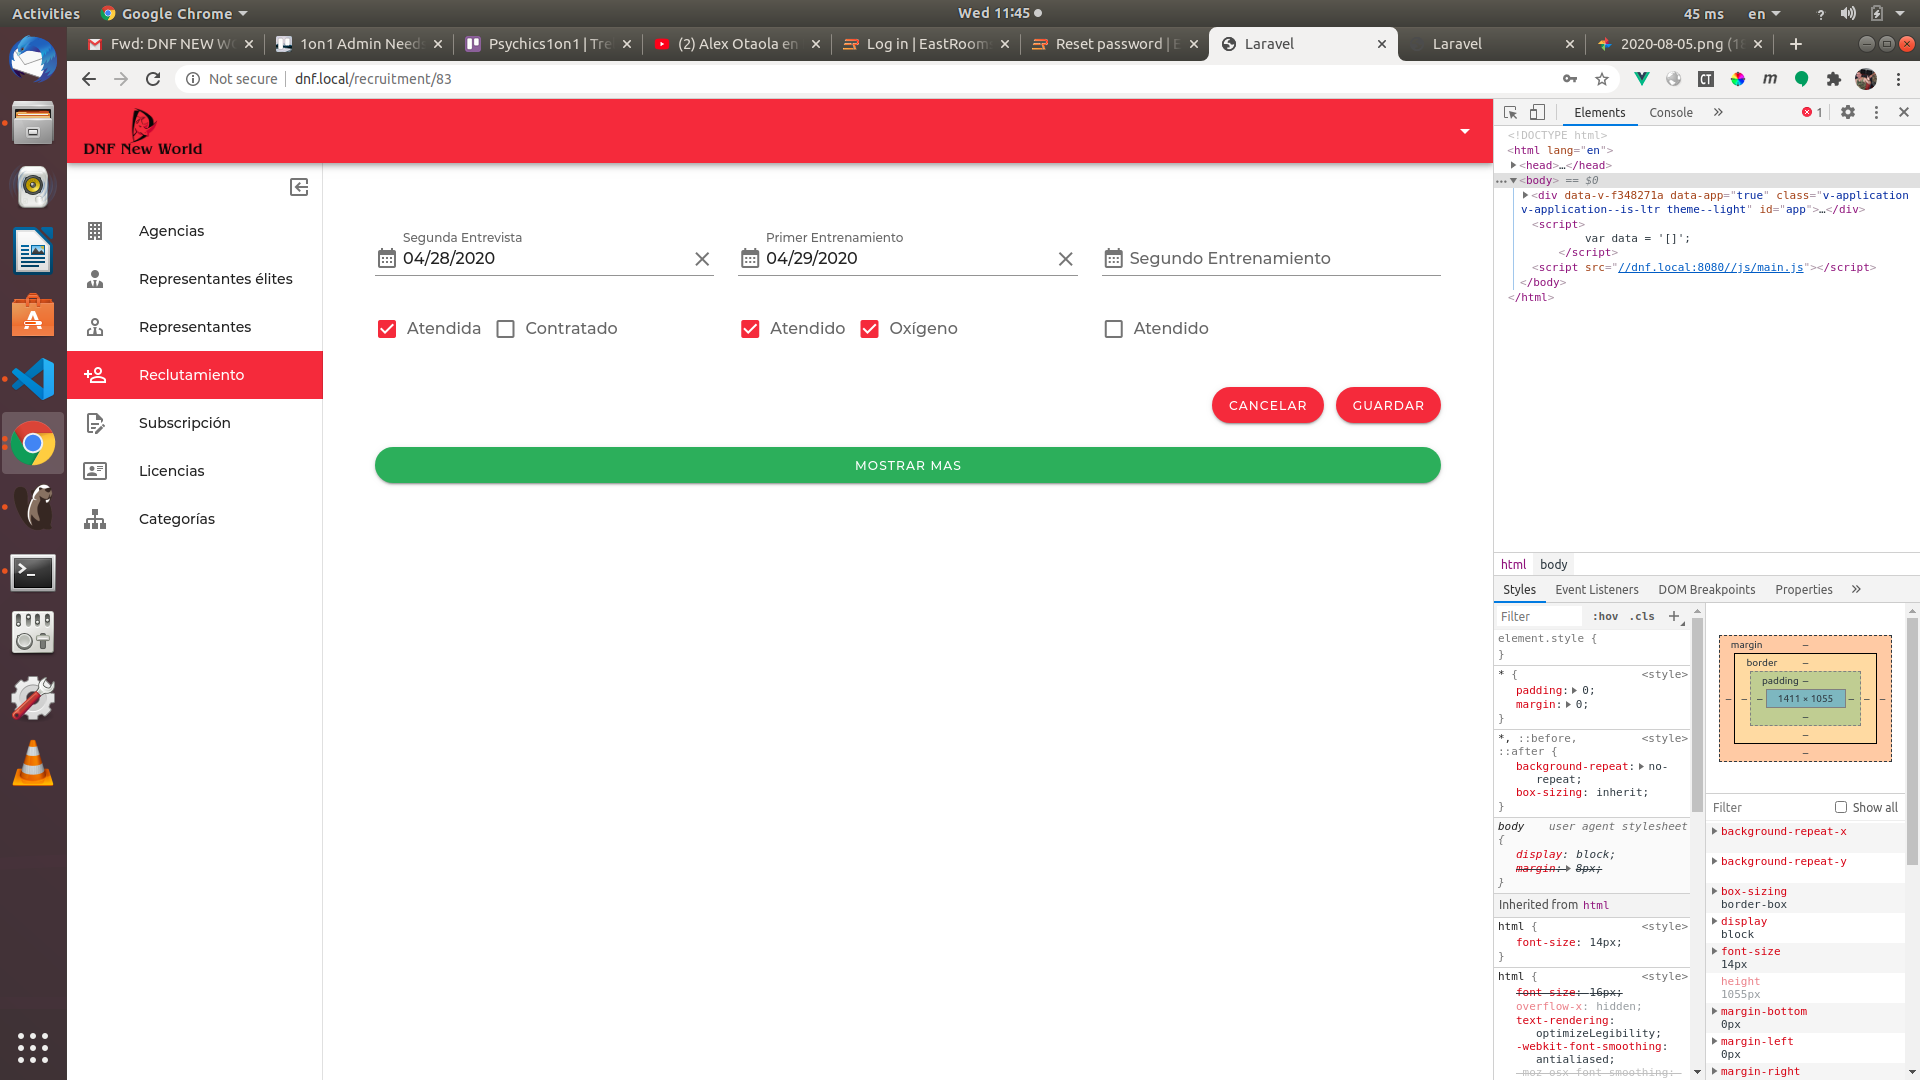 Activities
Google Chrome
Wed 11:45
45 ms
en
Fwd: DNF NEW W
1on1 Admin Need
Psychics1on1 | Tre
(2) Alex Otaola en
Log in | EastRoom
Reset password | E
Laravel
Laravel
2020-08-05.png (1
Not secure
dnf.local/recruitment/83
DNF New World
Agencias
Representantes élites
Representantes
Reclutamiento
Subscripción
Licencias
Categorías
Segunda Entrevista
04/28/2020
Primer Entrenamiento
04/29/2020
Segundo Entrenamiento
Atendida
Contratado
Atendido
Oxígeno
Atendido
CANCELAR
GUARDAR
MOSTRAR MAS
Elements
Console
1
<!DOCTYPE html>
<html lang="en">
<head>…</head>
<body> == $0
<div data-v-f348271a data-app="true" class="v-application
v-application--is-ltr theme--light" id="app">…</div>
<script>
var data = '[]';
</script>
<script src="//dnf.local:8080//js/main.js"></script>
</body>
</html>
html
body
Styles
Event Listeners
DOM Breakpoints
Properties
Filter
:hov
.cls
element.style {
}
* {
<style>
padding: 0;
margin: 0;
}
*, ::before,
<style>
::after {
background-repeat: no-
repeat;
box-sizing: inherit;
}
body
user agent stylesheet
{
display: block;
margin: 8px;
}
Inherited from html
html {
<style>
font-size: 14px;
}
html {
<style>
font-size: 16px;
overflow-x: hidden;
text-rendering:
optimizeLegibility;
-webkit-font-smoothing:
antialiased;
-moz-osx-font-smoothing:
margin
–
border
–
padding
–
– – – 1411 × 1055 – – –
–
–
–
Filter
Show all
background-repeat-x
background-repeat-y
box-sizing
border-box
display
block
font-size
14px
height
1055px
margin-bottom
0px
margin-left
0px
margin-right